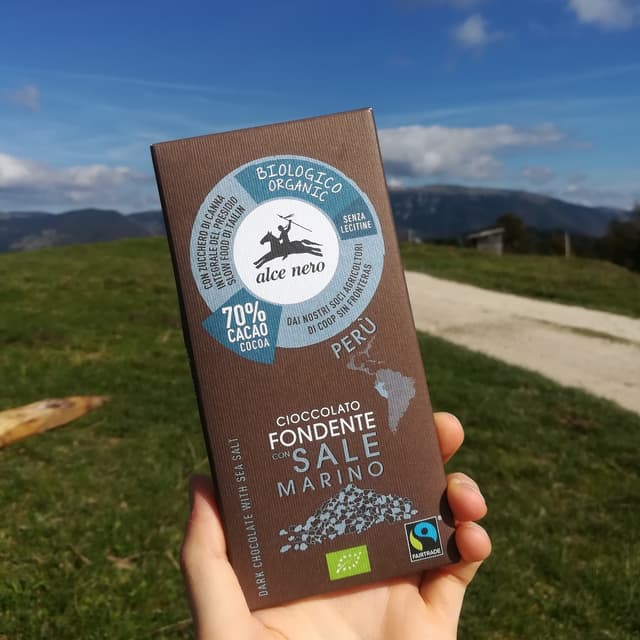 BIOLOGICO
ORGANIC
SENZA
LECITINE
CON ZUCCHERO DI CANNA
INTEGRALE DEL PRESIDIO
SLOW FOOD DI TAILIN
alce nero
70%
CACAO
COCOA
DAI NOSTRI SOCI AGRICOLTORI
DI COOP SIN FRONTERAS
PERÙ
CIOCCOLATO
FONDENTE
CON SALE
MARINO
DARK CHOCOLATE WITH SEA SALT
FAIRTRADE